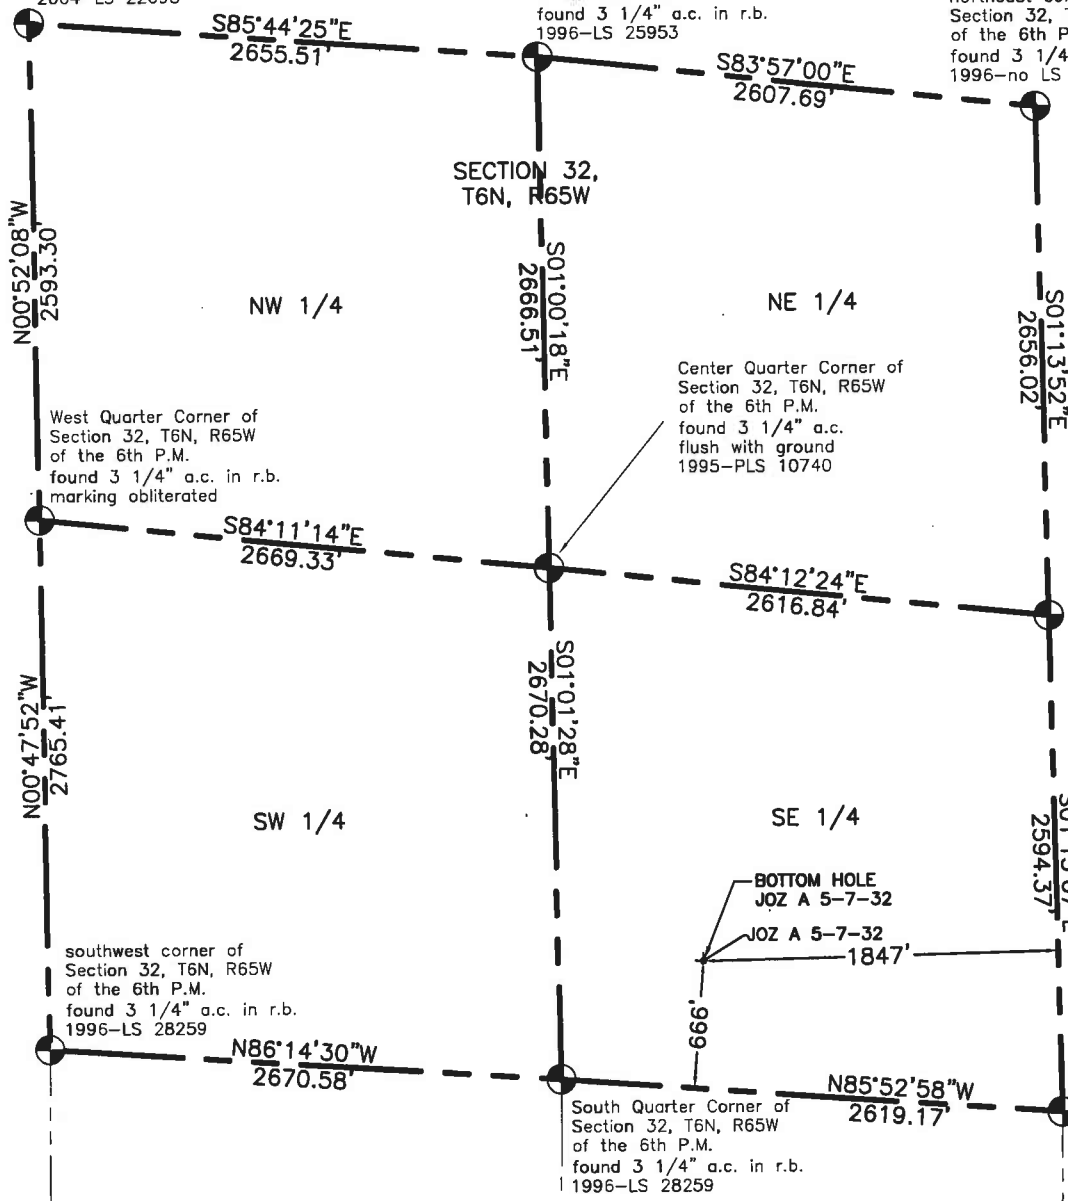 found 3 1/4" a.c. in r.b.
1996-LS 25953
Section 32,
of the 6th
found 3 1/4
1996-no LS
S85°44'25"E
2655.51'
S83°57'00"E
2607.69'
SECTION 32,
T6N, R65W
N00°52'08"W
2593.30'
S01°00'18"E
2666.51'
S01°13'52"E
2656.02'
NW 1/4
NE 1/4
Center Quarter Corner of
Section 32, T6N, R65W
of the 6th P.M.
found 3 1/4" a.c.
flush with ground
1995-PLS 10740
West Quarter Corner of
Section 32, T6N, R65W
of the 6th P.M.
found 3 1/4" a.c. in r.b.
marking obliterated
S84°11'14"E
2669.33'
S84°12'24"E
2616.84'
N00°47'52"W
2765.41'
S01°01'28"E
2670.28'
2594.37'
SW 1/4
SE 1/4
BOTTOM HOLE
JOZ A 5-7-32
JOZ A 5-7-32
1847'
666'
southwest corner of
Section 32, T6N, R65W
of the 6th P.M.
found 3 1/4" a.c. in r.b.
1996-LS 28259
N86°14'30"W
2670.58'
N85°52'58"W
2619.17'
South Quarter Corner of
Section 32, T6N, R65W
of the 6th P.M.
found 3 1/4" a.c. in r.b.
1996-LS 28259